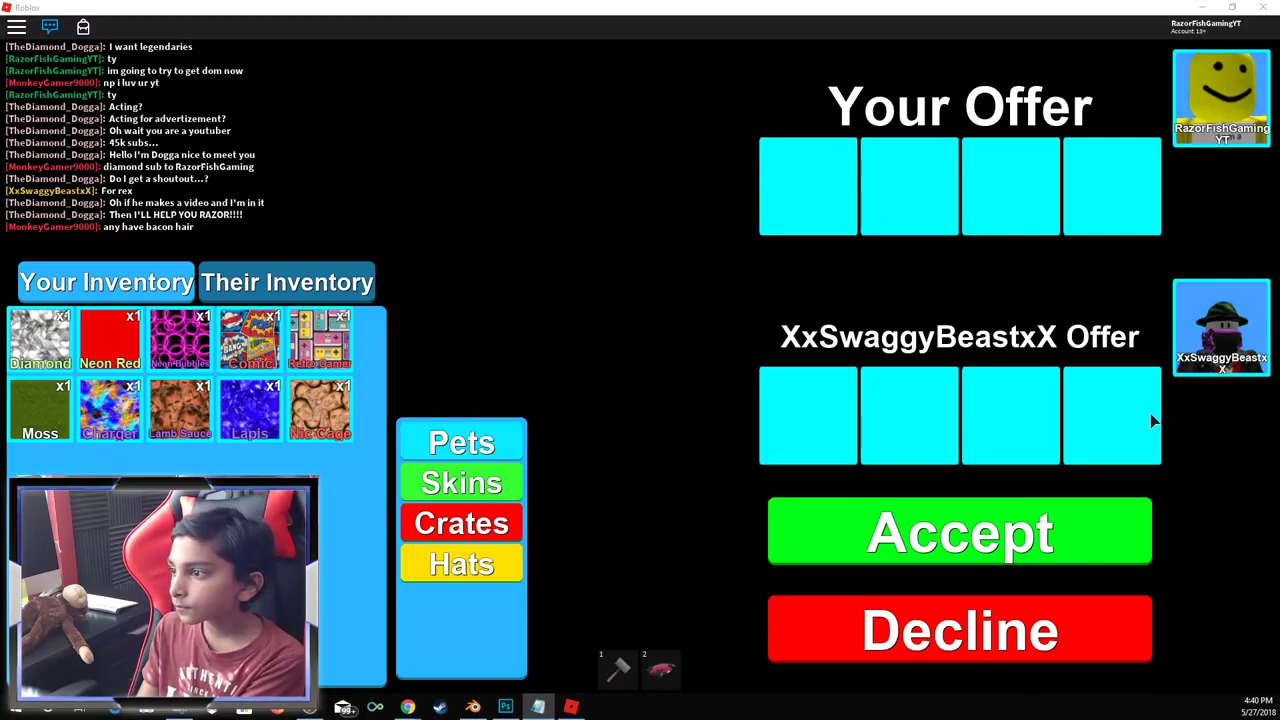 Roblox
RazorFishGamingYT
Account: 13+
[TheDiamond_Dogga]: I want legendaries
[RazorFishGamingYT]: ty
[RazorFishGamingYT]: im going to try to get dom now
[MonkeyGamer9000]: np i luv ur yt
[RazorFishGamingYT]: ty
[TheDiamond_Dogga]: Acting?
[TheDiamond_Dogga]: Acting for advertizement?
[TheDiamond_Dogga]: Oh wait you are a youtuber
[TheDiamond_Dogga]: 45k subs...
[TheDiamond_Dogga]: Hello I'm Dogga nice to meet you
[MonkeyGamer9000]: diamond sub to RazorFishGaming
[TheDiamond_Dogga]: Do I get a shoutout...?
[XxSwaggyBeastxX]: For rex
[TheDiamond_Dogga]: Oh if he makes a video and I'm in it
[TheDiamond_Dogga]: Then I'LL HELP YOU RAZOR!!!!
[MonkeyGamer9000]: any have bacon hair
Your Offer
RazorFishGaming
YT
Your Inventory
Their Inventory
x1 x1 x1 x1 x1
Diamond Neon Red Neon Bubbles Comic Retro Gamer
x1 x1 x1 x1 x1
Moss Charger Lamb Sauce Lapis Nic Cage
XxSwaggyBeastxX Offer
XxSwaggyBeastx
X
Pets
Skins
Crates
Hats
Accept
Decline
1 2
AUTHENTI
99+
4:40 PM
5/27/2018